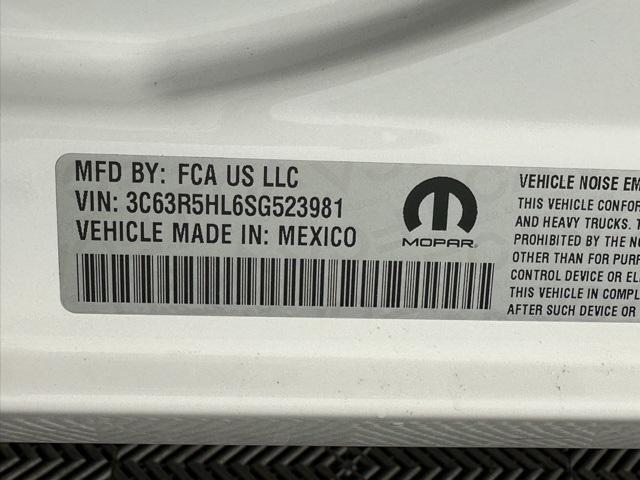 MFD BY: FCA US LLC
VIN: 3C63R5HL6SG523981
VEHICLE MADE IN: MEXICO
MOPAR
VEHICLE NOISE EM
THIS VEHICLE CONFOR
AND HEAVY TRUCKS. T
PROHIBITED BY THE NO
OTHER THAN FOR PURP
CONTROL DEVICE OR EL
THIS VEHICLE IN COMPL
AFTER SUCH DEVICE OR